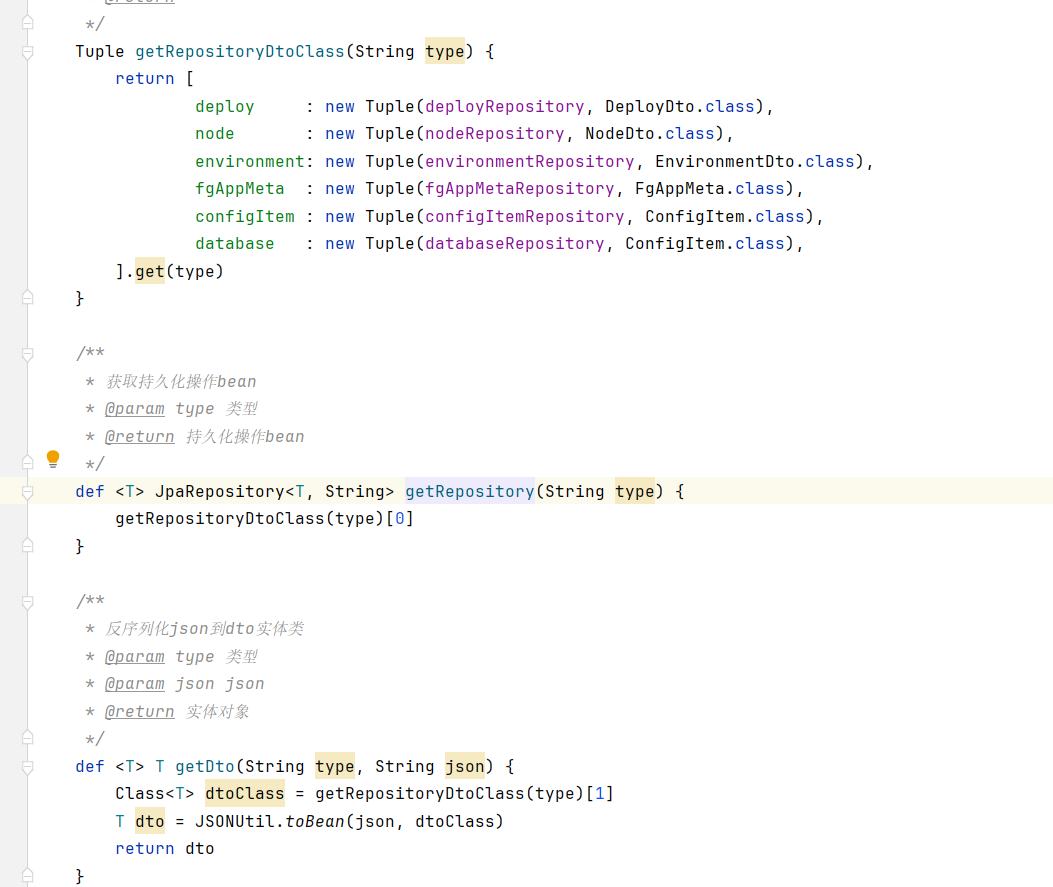 * @return
*/
Tuple getRepositoryDtoClass(String type) {
return [
deploy     : new Tuple(deployRepository, DeployDto.class),
node       : new Tuple(nodeRepository, NodeDto.class),
environment: new Tuple(environmentRepository, EnvironmentDto.class),
fgAppMeta  : new Tuple(fgAppMetaRepository, FgAppMeta.class),
configItem : new Tuple(configItemRepository, ConfigItem.class),
database   : new Tuple(databaseRepository, ConfigItem.class),
].get(type)
}
/**
* 获取持久化操作bean
* @param type 类型
* @return 持久化操作bean
*/
def <T> JpaRepository<T, String> getRepository(String type) {
getRepositoryDtoClass(type)[0]
}
/**
* 反序列化json到dto实体类
* @param type 类型
* @param json json
* @return 实体对象
*/
def <T> T getDto(String type, String json) {
Class<T> dtoClass = getRepositoryDtoClass(type)[1]
T dto = JSONUtil.toBean(json, dtoClass)
return dto
}